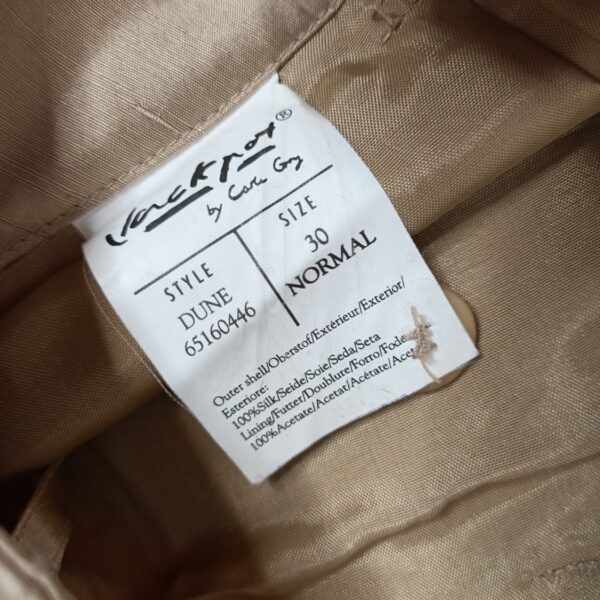 Jackpot®
by Carli Gry
STYLE
DUNE
65160446
SIZE
30
NORMAL
Outer shell/Oberstof/Extérieur/Exterior/
Esteriore:
100%Silk/Seide/Soie/Seda/Seta
Lining/Futter/Doublure/Forro/Fode
100%Acetate/Acetat/Acétate/Acet